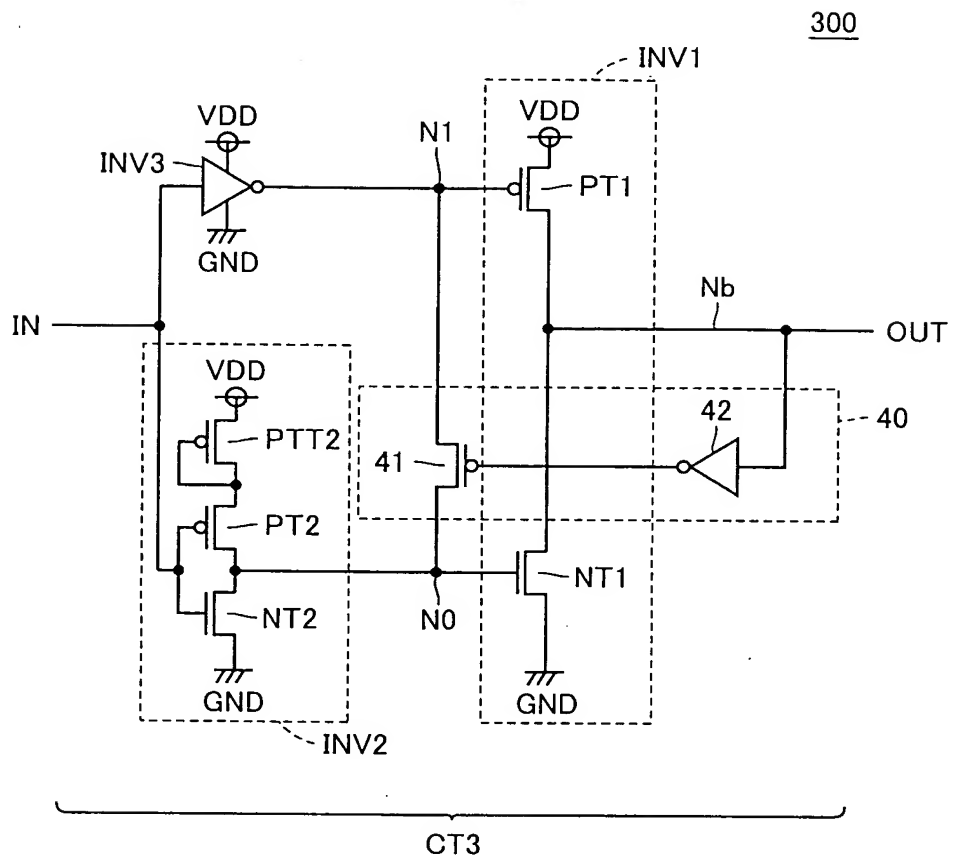 300
INV1
VDD
VDD
N1
INV3
PT1
GND
Nb
IN
OUT
VDD
42
40
PTT2
41
PT2
NT1
NT2
N0
GND
GND
INV2
CT3